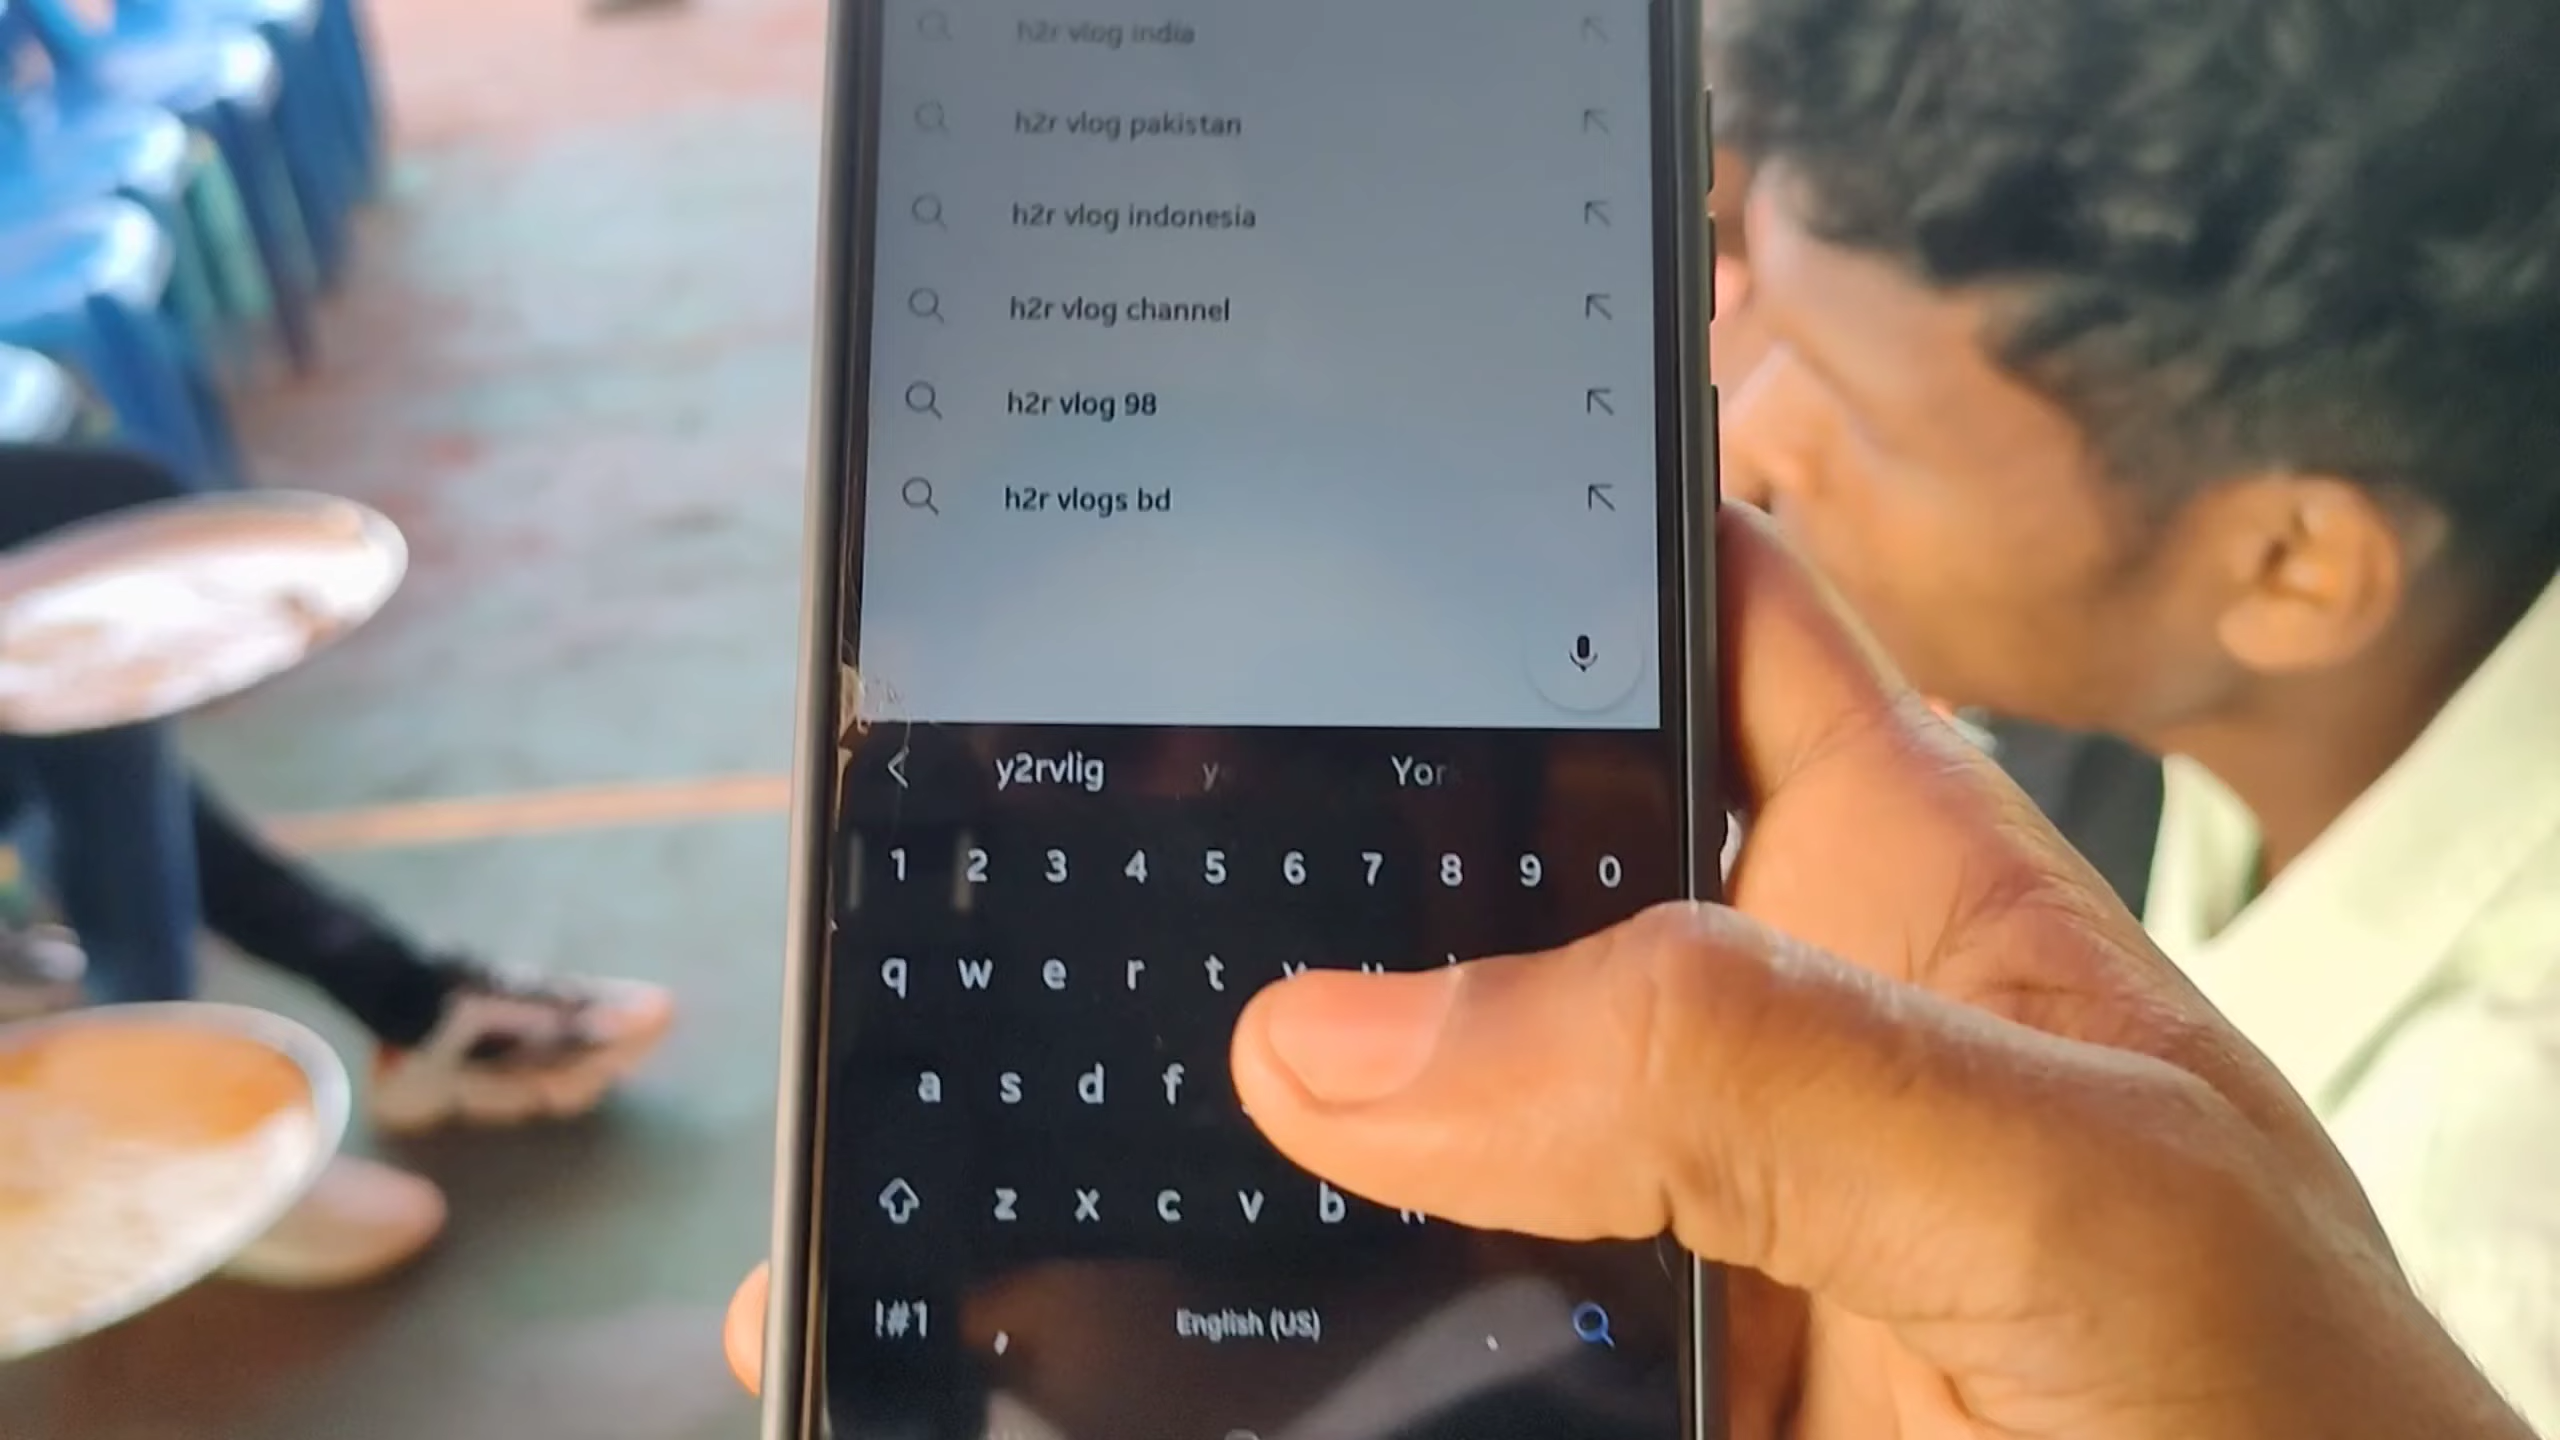 h2r vlog india
h2r vlog pakistan
h2r vlog indonesia
h2r vlog channel
h2r vlog 98
h2r vlogs bd
y2rvlig
1 2 3 4 5 6 7 8 9 0
q w e r t
a s d f
z x c v b
!#1 , English (US) .